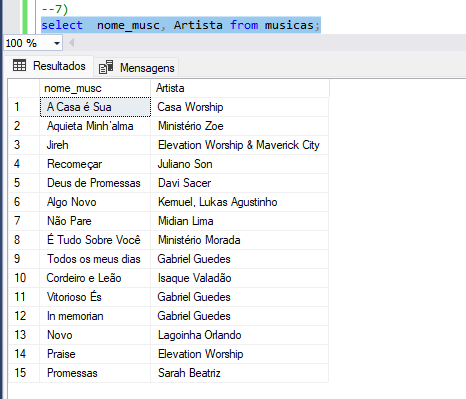 --7)
select  nome_musc, Artista from musicas;
100 %
Resultados Mensagens
nome_musc Artista
1 A Casa é Sua Casa Worship
2 Aquieta Minh'alma Ministério Zoe
3 Jireh Elevation Worship & Maverick City
4 Recomeçar Juliano Son
5 Deus de Promessas Davi Sacer
6 Algo Novo Kemuel, Lukas Agustinho
7 Não Pare Midian Lima
8 É Tudo Sobre Você Ministério Morada
9 Todos os meus dias Gabriel Guedes
10 Cordeiro e Leão Isaque Valadão
11 Vitorioso És Gabriel Guedes
12 In memorian Gabriel Guedes
13 Novo Lagoinha Orlando
14 Praise Elevation Worship
15 Promessas Sarah Beatriz